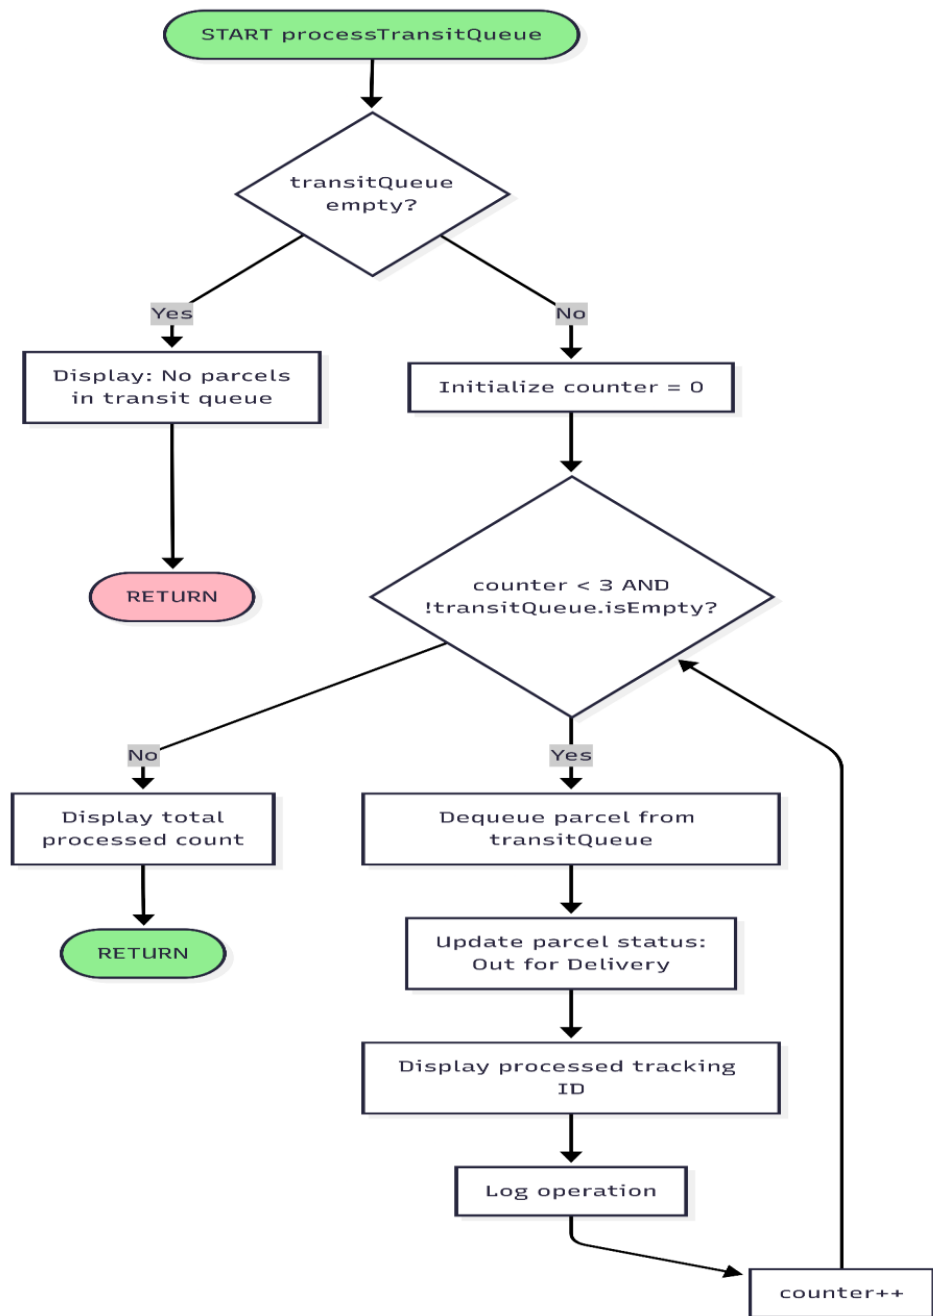 START processTransitQueue
transitQueue
empty?
Yes
No
Display: No parcels
in transit queue
Initialize counter = 0
RETURN
counter < 3 AND
!transitQueue.isEmpty?
No
Yes
Display total
processed count
Dequeue parcel from
transitQueue
RETURN
Update parcel status:
Out for Delivery
Display processed tracking
ID
Log operation
counter++